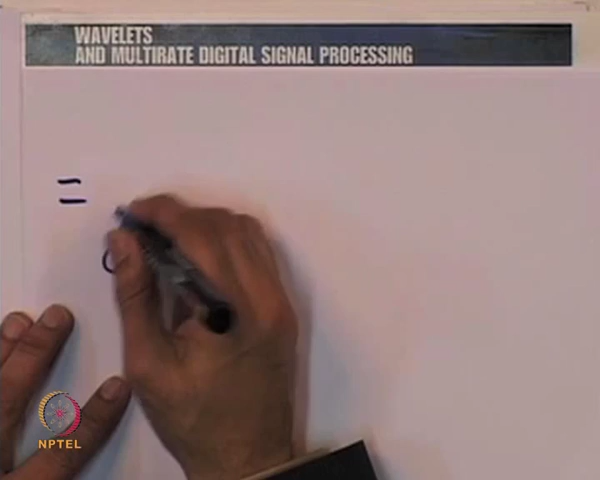 WAVELETS
AND MULTIRATE DIGITAL SIGNAL PROCESSING
=
NPTEL